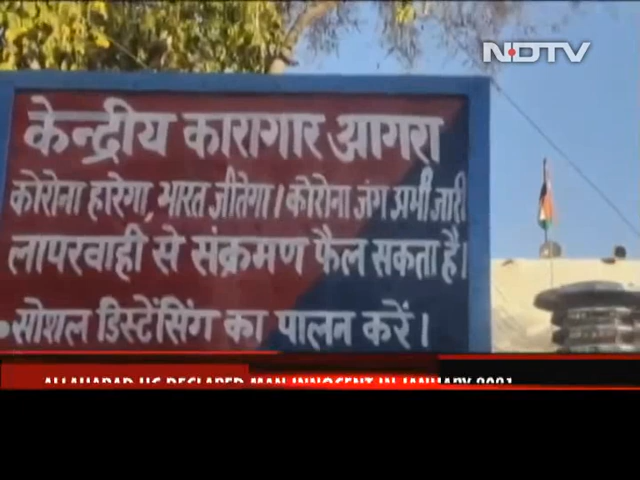 NDTV
केन्द्रीय कारागार आगरा
कोरोना हारेगा, भारत जीतेगा। कोरोना जंग अभी जारी
लापरवाही से संक्रमण फैल सकता है।
सोशल डिस्टेंसिंग का पालन करें।
ALLAHABAD HC DECLARED MAN INNOCENT IN JANUARY 2021